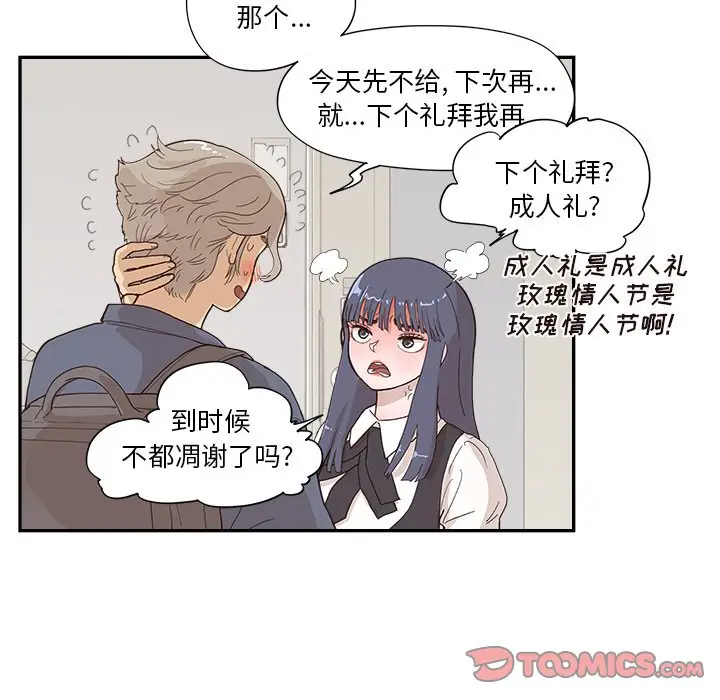 那个...
今天先不给, 下次再...
就...下个礼拜我再
下个礼拜?
成人礼?
成人礼是成人礼
玫瑰情人节是
玫瑰情人节啊!
到时候
不都凋谢了吗?
TOOMICS.COM